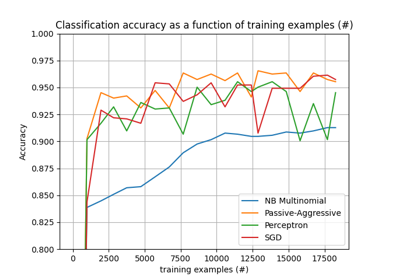 Classification accuracy as a function of training examples (#)
1.000
0.975
0.950
0.925
0.900
0.875
0.850
0.825
0.800
Accuracy
NB Multinomial
Passive-Aggressive
Perceptron
SGD
0 2500 5000 7500 10000 12500 15000 17500
training examples (#)